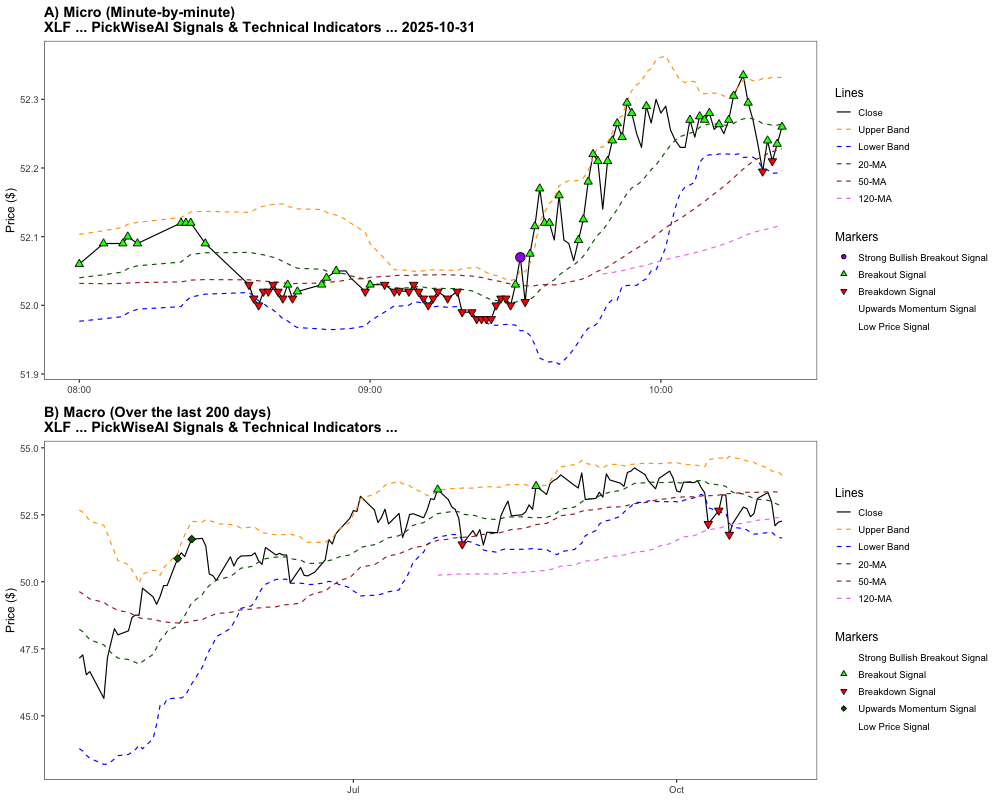 A) Micro (Minute-by-minute)
XLF ... PickWiseAI Signals & Technical Indicators ... 2025-10-31
Price ($)
52.3
52.2
52.1
52.0
51.9
08:00
09:00
10:00
Lines
Close
Upper Band
Lower Band
20-MA
50-MA
120-MA
Markers
Strong Bullish Breakout Signal
Breakout Signal
Breakdown Signal
Upwards Momentum Signal
Low Price Signal
B) Macro (Over the last 200 days)
XLF ... PickWiseAI Signals & Technical Indicators ...
Price ($)
55.0
52.5
50.0
47.5
45.0
Jul
Oct
Lines
Close
Upper Band
Lower Band
20-MA
50-MA
120-MA
Markers
Strong Bullish Breakout Signal
Breakout Signal
Breakdown Signal
Upwards Momentum Signal
Low Price Signal